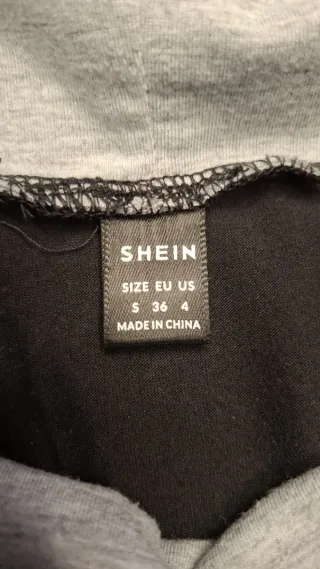 SHEIN
SIZE EU US
S 36 4
MADE IN CHINA